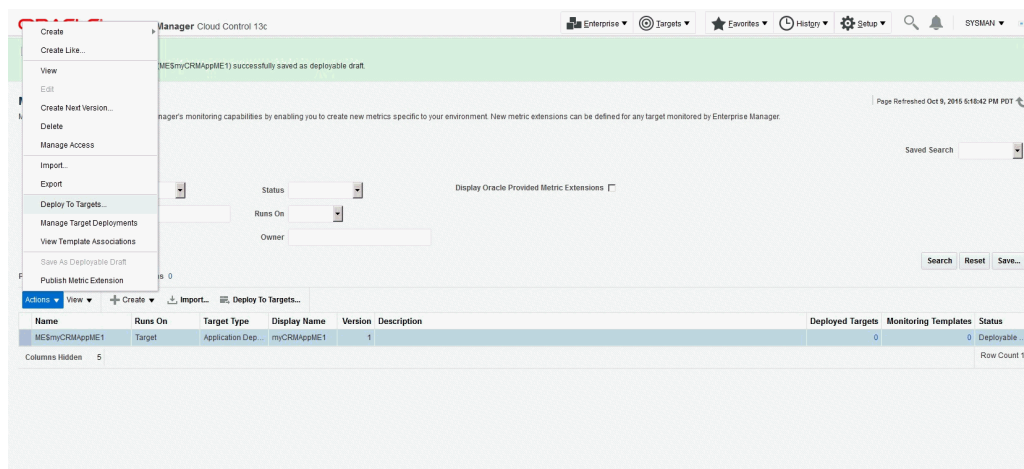 Manager Cloud Control 13c
Enterprise ▼ Targets ▼ Favorites ▼ History ▼ Setup ▼ SYSMAN ▼
(ME$myCRMAppME1) successfully saved as deployable draft.
Create
Create Like...
View
Edit
Create Next Version...
Delete
Manage Access
Import...
Export
Deploy To Targets...
Manage Target Deployments
View Template Associations
Save As Deployable Draft
Publish Metric Extension
Page Refreshed Oct 9, 2015 5:18:42 PM PDT
nager's monitoring capabilities by enabling you to create new metrics specific to your environment. New metric extensions can be defined for any target monitored by Enterprise Manager.
Saved Search
Status
Display Oracle Provided Metric Extensions
Runs On
Owner
Search Reset Save...
s 0
Actions ▼ View ▼ Create ▼ Import... Deploy To Targets...
Name Runs On Target Type Display Name Version Description Deployed Targets Monitoring Templates Status
ME$myCRMAppME1 Target Application Dep... myCRMAppME1 1 0 0 Deployable ...
Columns Hidden 5
Row Count 1